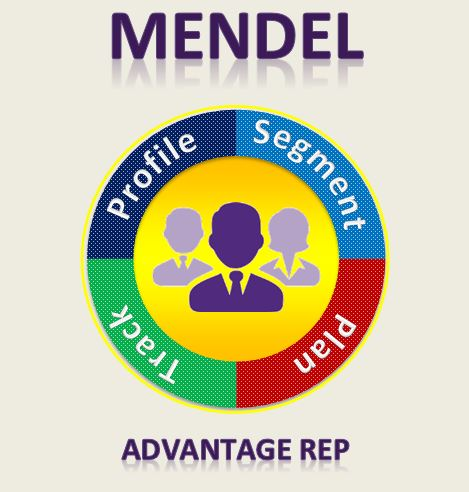 MENDEL
Profile
Segment
Plan
Track
ADVANTAGE REP